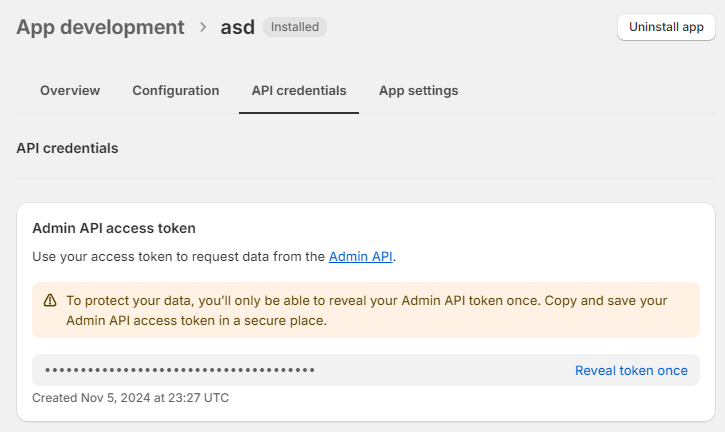 App development > asd Installed Uninstall app
Overview Configuration API credentials App settings
API credentials
Admin API access token
Use your access token to request data from the Admin API.
To protect your data, you'll only be able to reveal your Admin API token once. Copy and save your
Admin API access token in a secure place.
•••••••••••••••••••••••••••••••••••••• Reveal token once
Created Nov 5, 2024 at 23:27 UTC